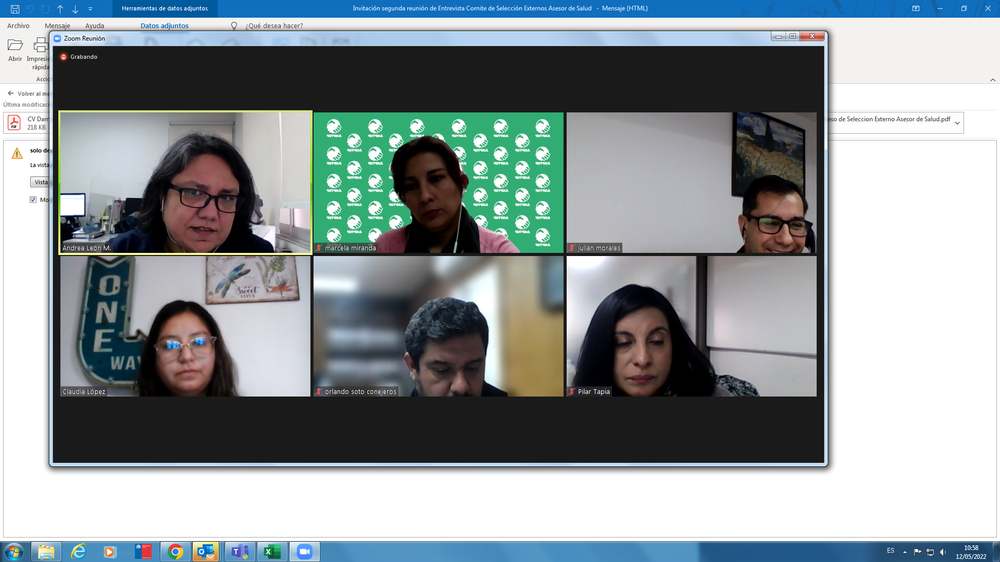 Herramientas de datos adjuntos
Invitación segunda reunión de Entrevista Comite de Selección Externos Asesor de Salud - Mensaje (HTML)
Archivo
Mensaje
Ayuda
Datos adjuntos
¿Qué desea hacer?
Zoom Reunión
Abrir
Impresi
rápida
Accio
Grabando
Volver al me
Última modificaci
PDF
CV Dam
218 KB
eso de Seleccion Externo Asesor de Salud.pdf
solo de
La vista
Vista
Mo
Andrea León M.
ANPTUF
marcela miranda
julian morales
ONE
WAY
Sweet
LOVE
Claudia López
orlando soto conejeros
Pilar Tapia
ES
10:58
12/05/2022